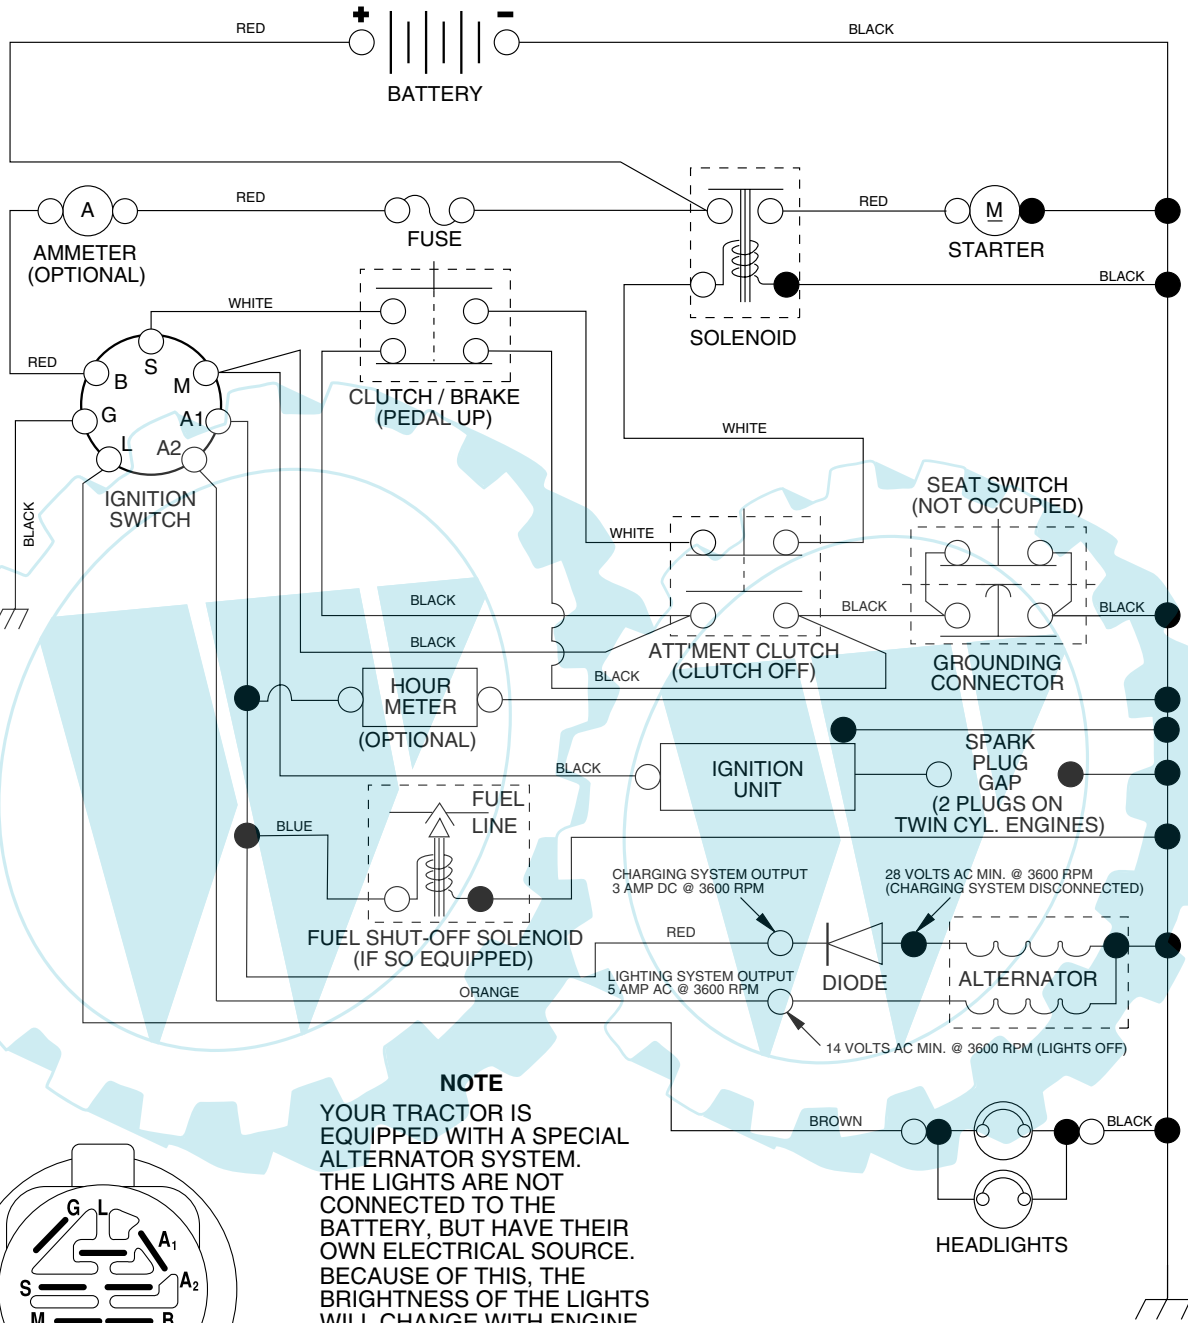 + −
RED
BLACK
BATTERY
RED
A
AMMETER
(OPTIONAL)
FUSE
RED
M
STARTER
BLACK
SOLENOID
WHITE
RED
S
B
M
G
A1
L
A2
IGNITION
SWITCH
BLACK
CLUTCH / BRAKE
(PEDAL UP)
WHITE
SEAT SWITCH
(NOT OCCUPIED)
WHITE
BLACK
BLACK
BLACK
BLACK
ATT'MENT CLUTCH
(CLUTCH OFF)
BLACK
GROUNDING
CONNECTOR
HOUR
METER
(OPTIONAL)
BLACK
IGNITION
UNIT
SPARK
PLUG
GAP
(2 PLUGS ON
TWIN CYL. ENGINES)
BLUE
FUEL
LINE
FUEL SHUT-OFF SOLENOID
(IF SO EQUIPPED)
CHARGING SYSTEM OUTPUT
3 AMP DC @ 3600 RPM
28 VOLTS AC MIN. @ 3600 RPM
(CHARGING SYSTEM DISCONNECTED)
RED
DIODE
ALTERNATOR
LIGHTING SYSTEM OUTPUT
5 AMP AC @ 3600 RPM
ORANGE
14 VOLTS AC MIN. @ 3600 RPM (LIGHTS OFF)
BROWN
BLACK
HEADLIGHTS
NOTE
YOUR TRACTOR IS
EQUIPPED WITH A SPECIAL
ALTERNATOR SYSTEM.
THE LIGHTS ARE NOT
CONNECTED TO THE
BATTERY, BUT HAVE THEIR
OWN ELECTRICAL SOURCE.
BECAUSE OF THIS, THE
BRIGHTNESS OF THE LIGHTS
WILL CHANGE WITH ENGINE
G L
A1
S
A2
M
B